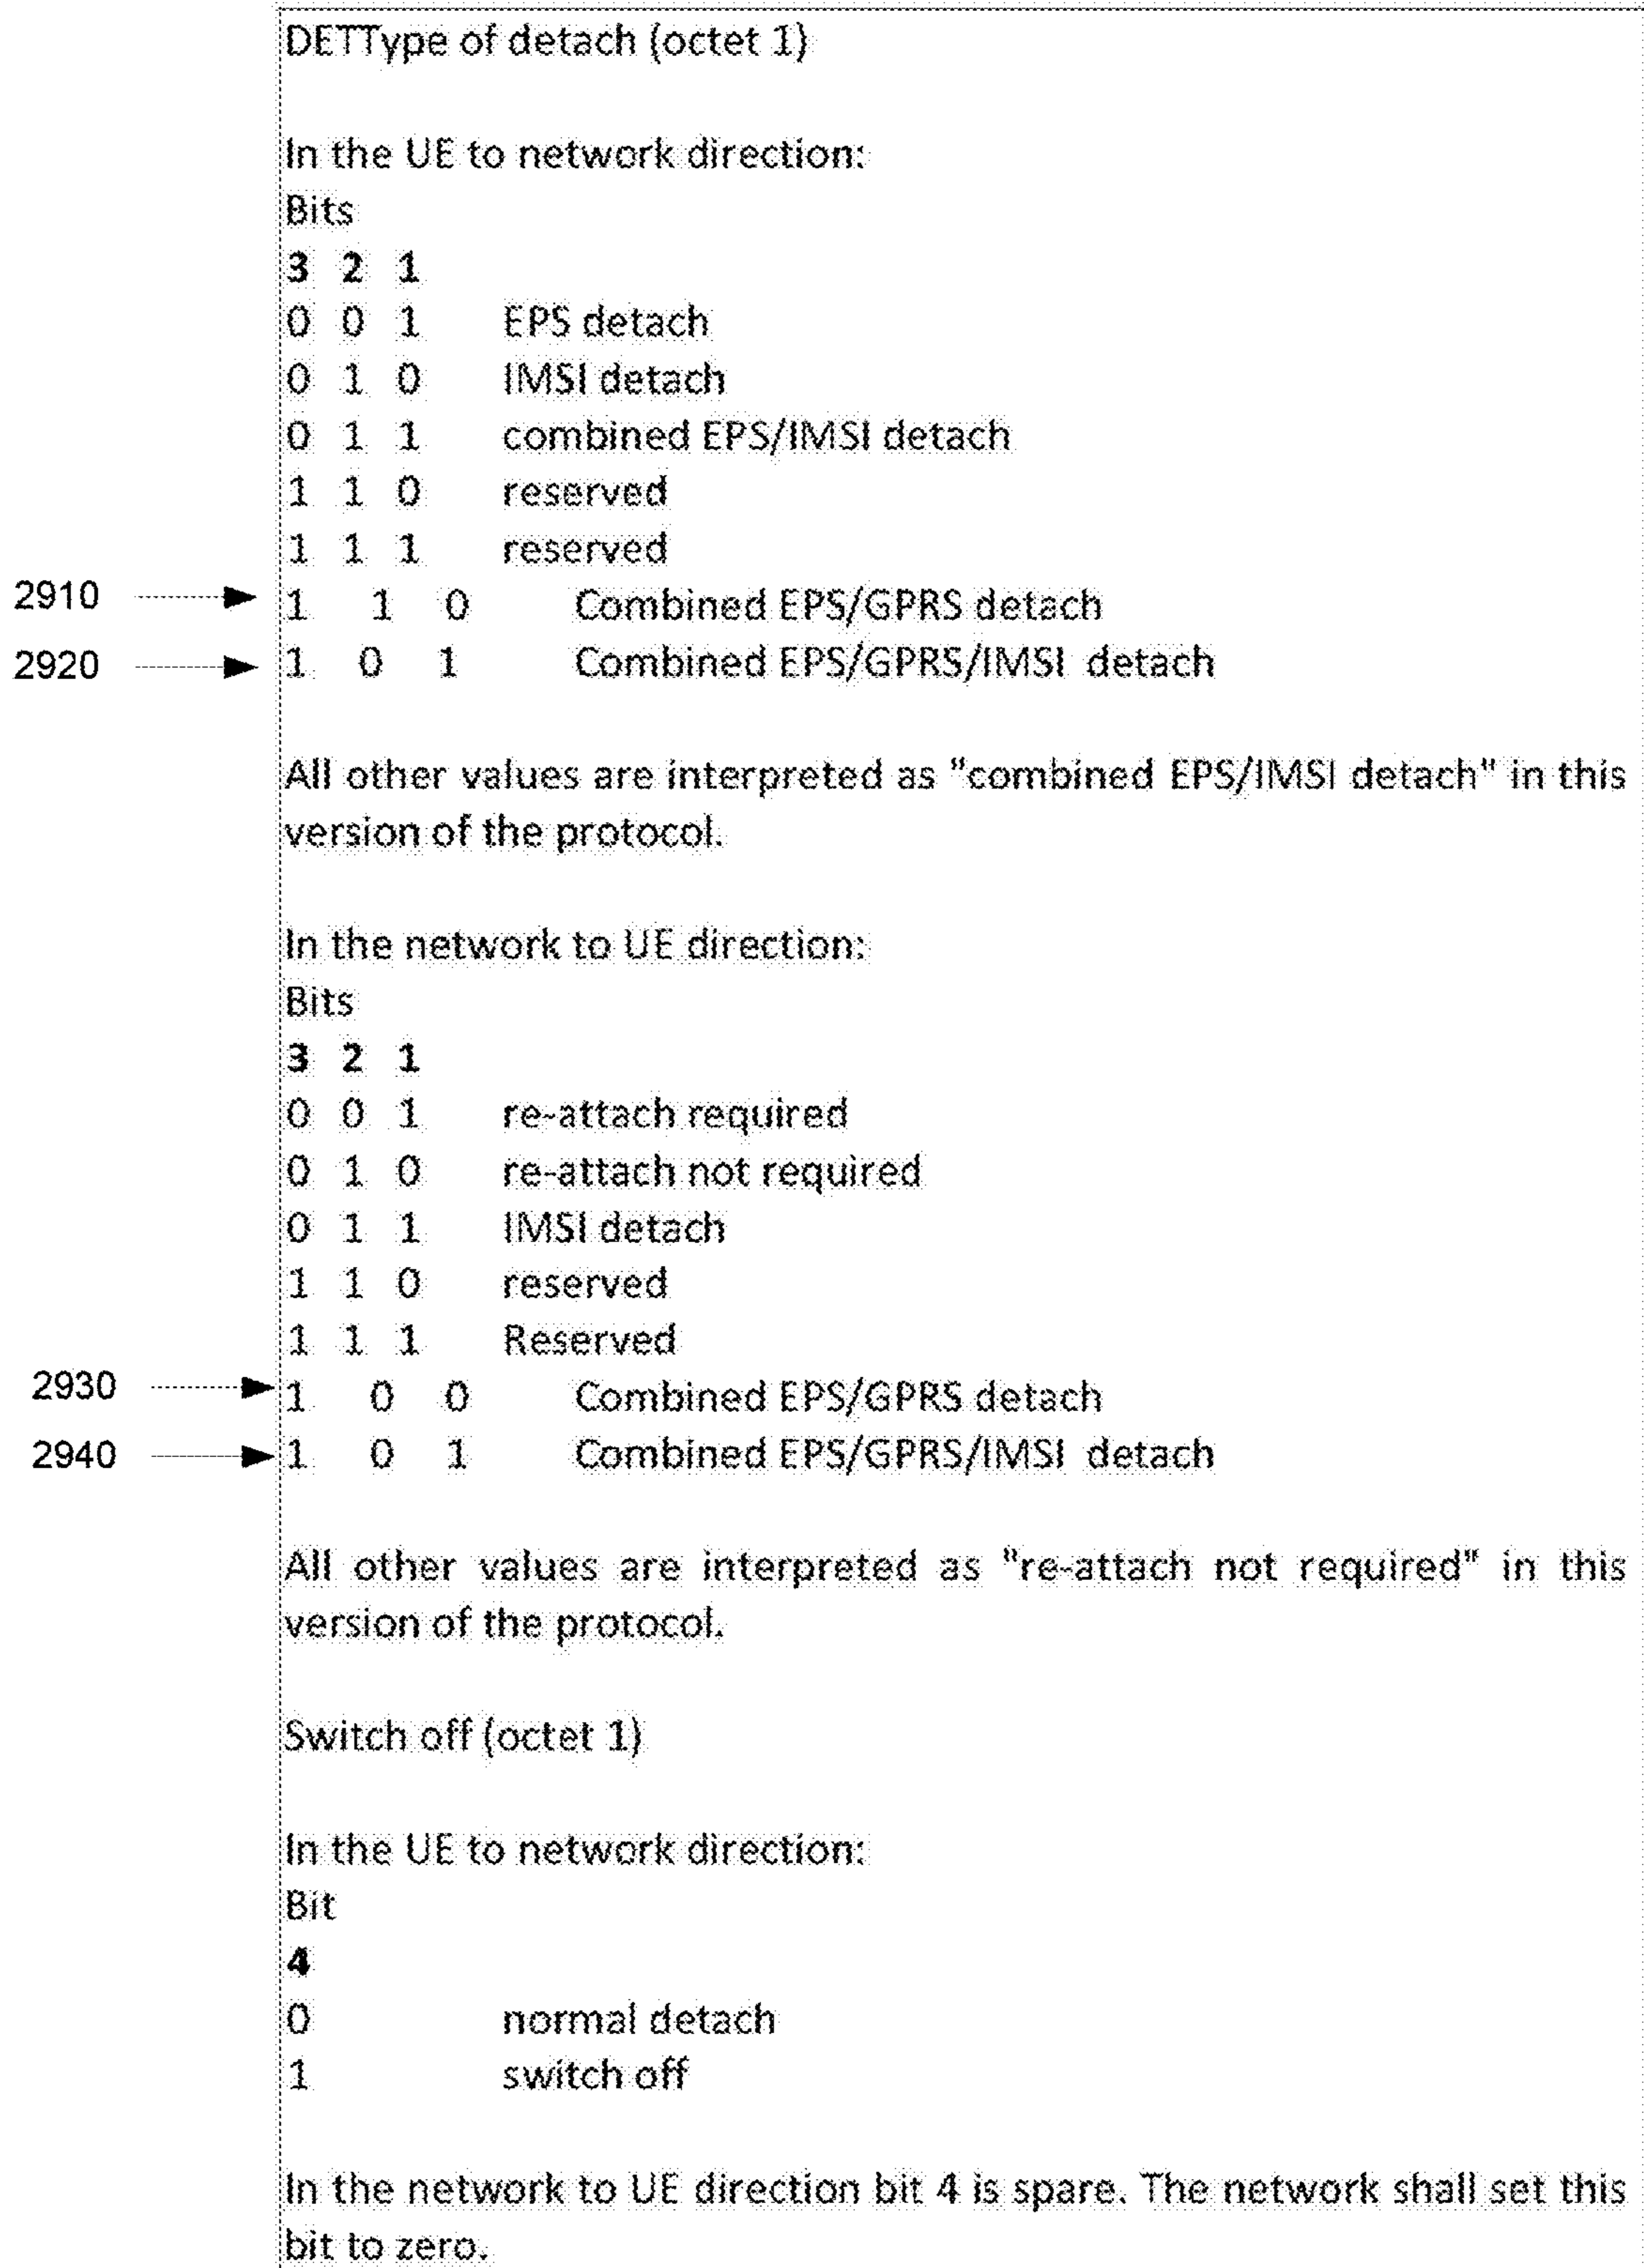 DETType of detach (octet 1)
In the UE to network direction:
Bits
3 2 1
0 0 1 EPS detach
0 1 0 IMSI detach
0 1 1 combined EPS/IMSI detach
1 1 0 reserved
1 1 1 reserved
2910 1 1 0 Combined EPS/GPRS detach
2920 1 0 1 Combined EPS/GPRS/IMSI detach
All other values are interpreted as "combined EPS/IMSI detach" in this
version of the protocol.
In the network to UE direction:
Bits
3 2 1
0 0 1 re-attach required
0 1 0 re-attach not required
0 1 1 IMSI detach
1 1 0 reserved
1 1 1 Reserved
2930 1 0 0 Combined EPS/GPRS detach
2940 1 0 1 Combined EPS/GPRS/IMSI detach
All other values are interpreted as "re-attach not required" in this
version of the protocol.
Switch off (octet 1)
In the UE to network direction:
Bit
4
0 normal detach
1 switch off
In the network to UE direction bit 4 is spare. The network shall set this
bit to zero.